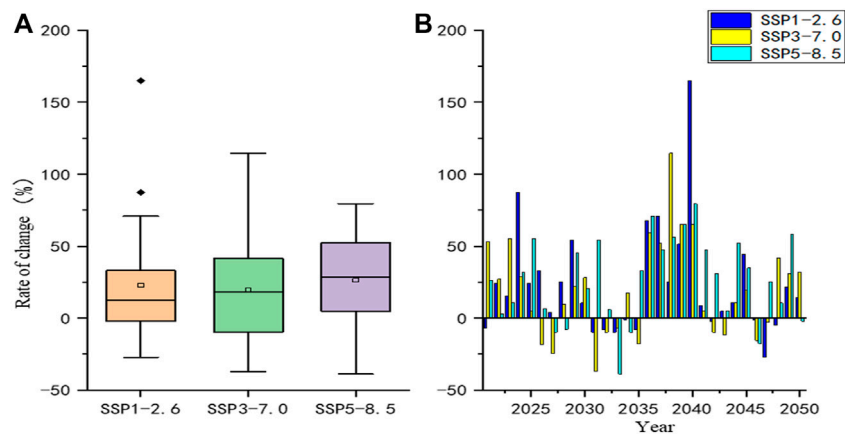 A
Rate of change (%)
200
150
100
50
0
−50
SSP1−2.6 SSP3−7.0 SSP5−8.5
B
SSP1−2.6
SSP3−7.0
SSP5−8.5
200
150
100
50
0
−50
2025 2030 2035 2040 2045 2050
Year